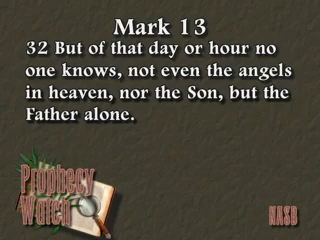 Mark 13
32 But of that day or hour no
one knows, not even the angels
in heaven, nor the Son, but the
Father alone.
Prophecy
Watch
NASB